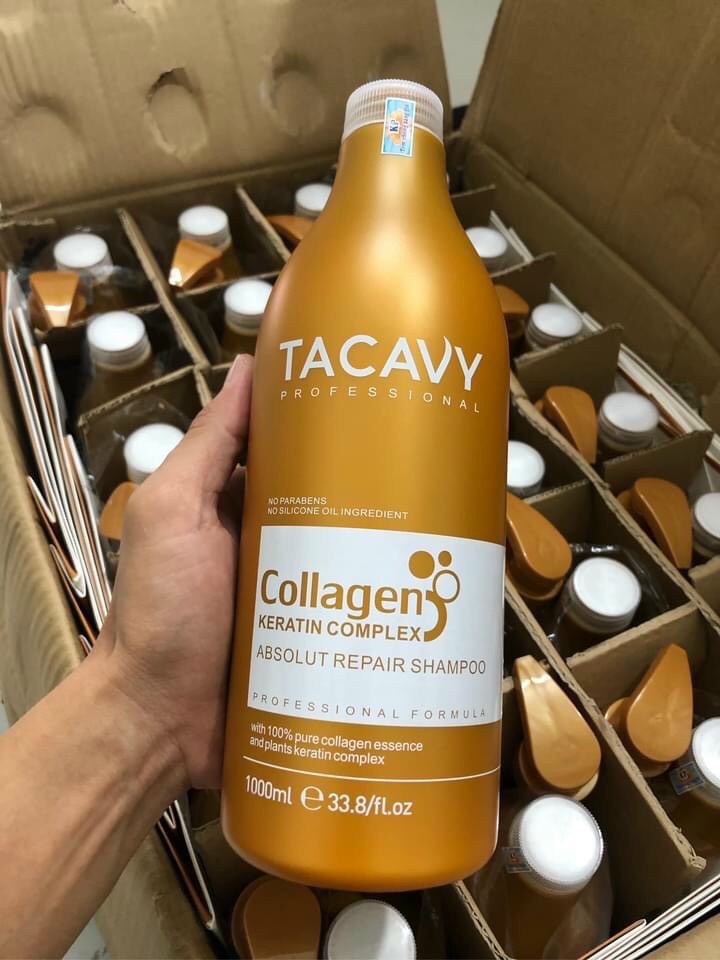 KP
TACAVY
PROFESSIONAL
NO PARABENS
NO SILICONE OIL INGREDIENT
Collagen
KERATIN COMPLEX
ABSOLUT REPAIR SHAMPOO
PROFESSIONAL FORMULA
with 100% pure collagen essence
and plants keratin complex
1000ml ℮ 33.8/fl.oz